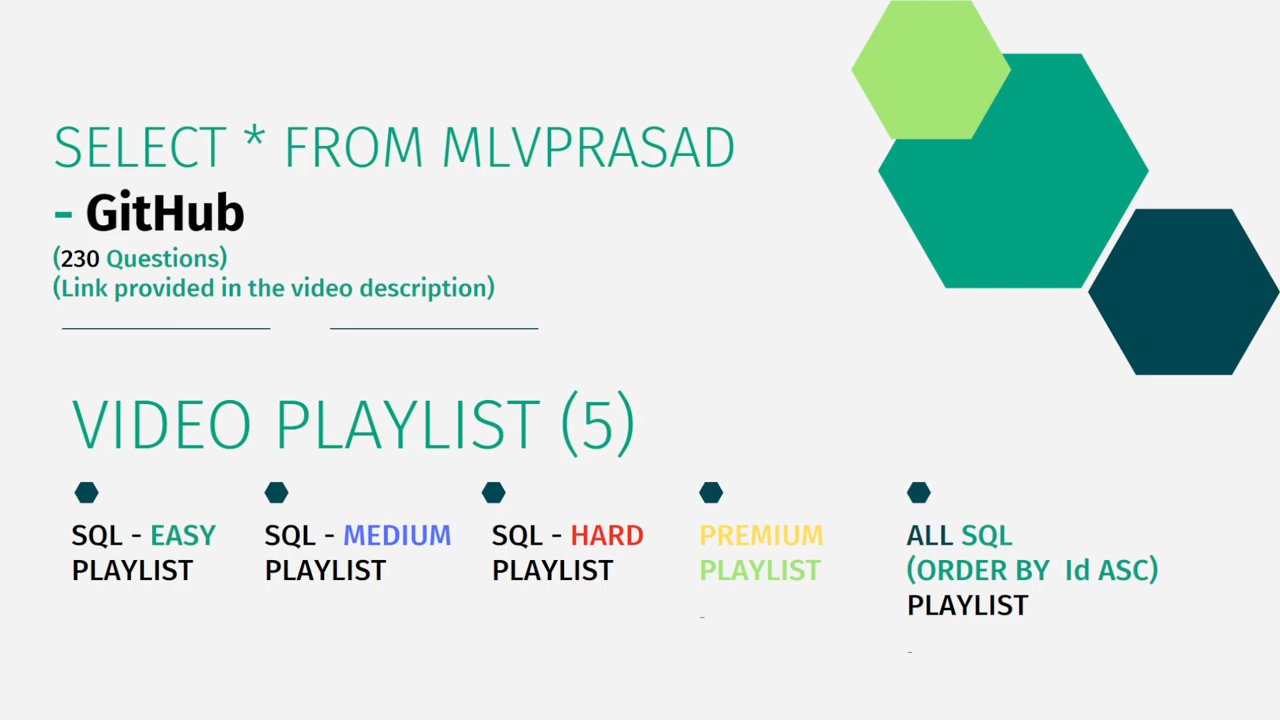 SELECT * FROM MLVPRASAD
- GitHub
(230 Questions)
(Link provided in the video description)
VIDEO PLAYLIST (5)
SQL - EASY
PLAYLIST
SQL - MEDIUM
PLAYLIST
SQL - HARD
PLAYLIST
PREMIUM
PLAYLIST
-
ALL SQL
(ORDER BY Id ASC)
PLAYLIST
-